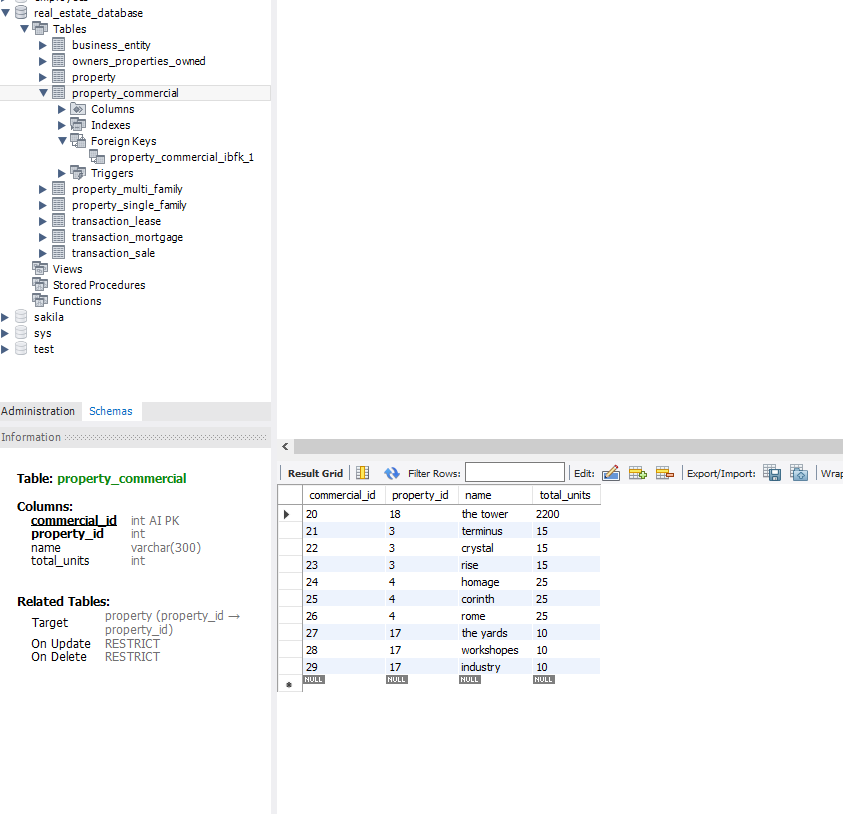 real_estate_database
Tables
business_entity
owners_properties_owned
property
property_commercial
Columns
Indexes
Foreign Keys
property_commercial_ibfk_1
Triggers
property_multi_family
property_single_family
transaction_lease
transaction_mortgage
transaction_sale
Views
Stored Procedures
Functions
sakila
sys
test
Administration Schemas
Information
Table: property_commercial
Columns:
commercial_id int AI PK
property_id int
name varchar(300)
total_units int
Related Tables:
Target property (property_id →
property_id)
On Update RESTRICT
On Delete RESTRICT
Result Grid Filter Rows: Edit: Export/Import: Wrap
commercial_id property_id name total_units
20 18 the tower 2200
21 3 terminus 15
22 3 crystal 15
23 3 rise 15
24 4 homage 25
25 4 corinth 25
26 4 rome 25
27 17 the yards 10
28 17 workshopes 10
29 17 industry 10
NULL NULL NULL NULL